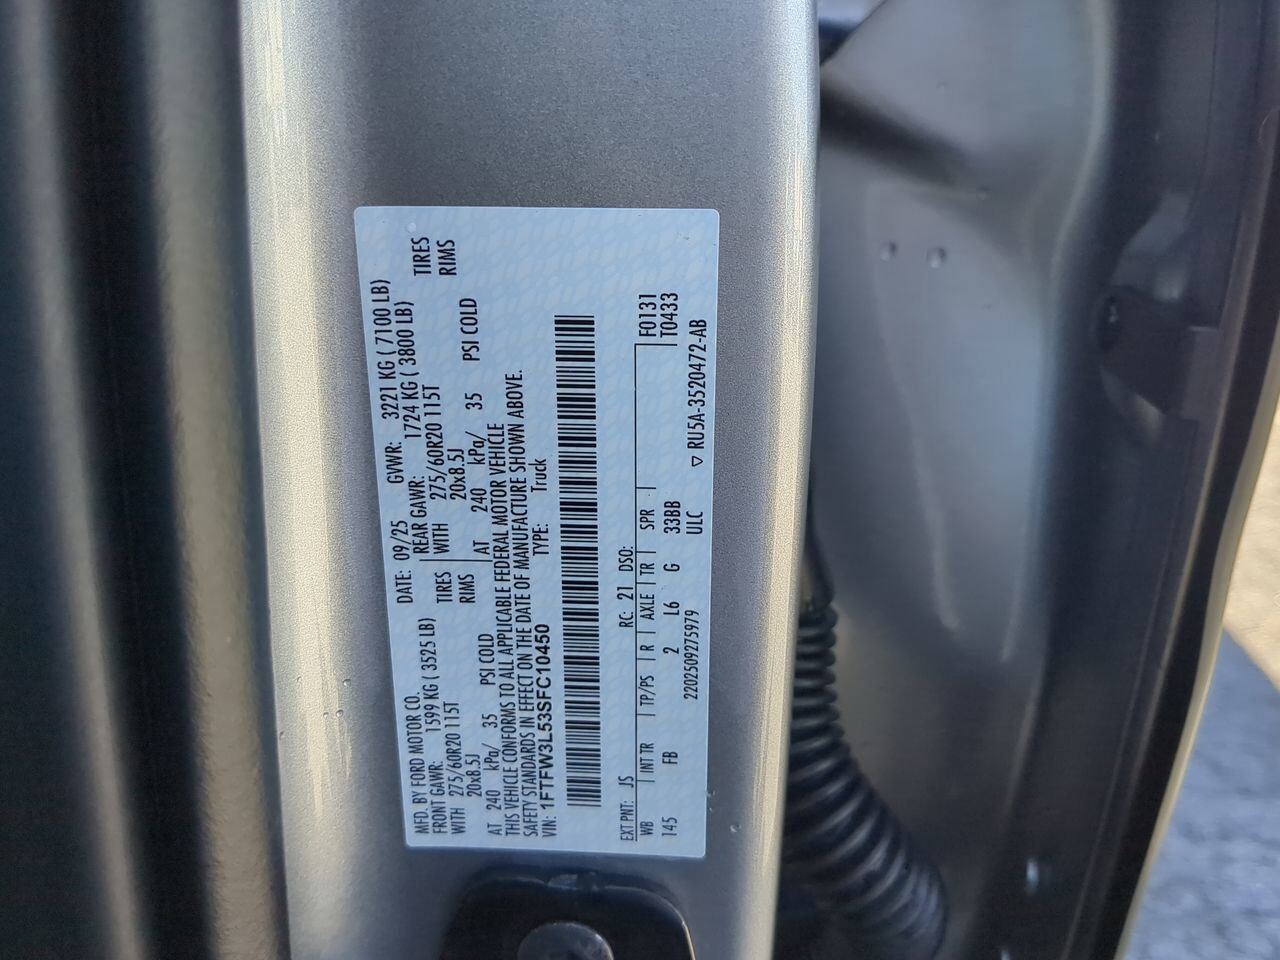 MFD. BY FORD MOTOR CO.
DATE: 09/25 GVWR: 3221 KG ( 7100 LB)
FRONT GAWR: 1599 KG ( 3525 LB)
REAR GAWR: 1724 KG ( 3800 LB)
WITH 275/60R20 115T TIRES
WITH 275/60R20 115T TIRES
20x8.5J RIMS
20x8.5J RIMS
AT 240 kPa/ 35 PSI COLD
AT 240 kPa/ 35 PSI COLD
THIS VEHICLE CONFORMS TO ALL APPLICABLE FEDERAL MOTOR VEHICLE
SAFETY STANDARDS IN EFFECT ON THE DATE OF MANUFACTURE SHOWN ABOVE.
VIN: 1FTFW3L53SFC10450 TYPE: Truck
EXT PNT: JS RC: 21 DSO:
WB INT TR TP/PS R AXLE TR SPR F0131
145 FB 2 L6 G 33BB T0433
ULC
2202509275979 ▽ RU5A-3520472-AB